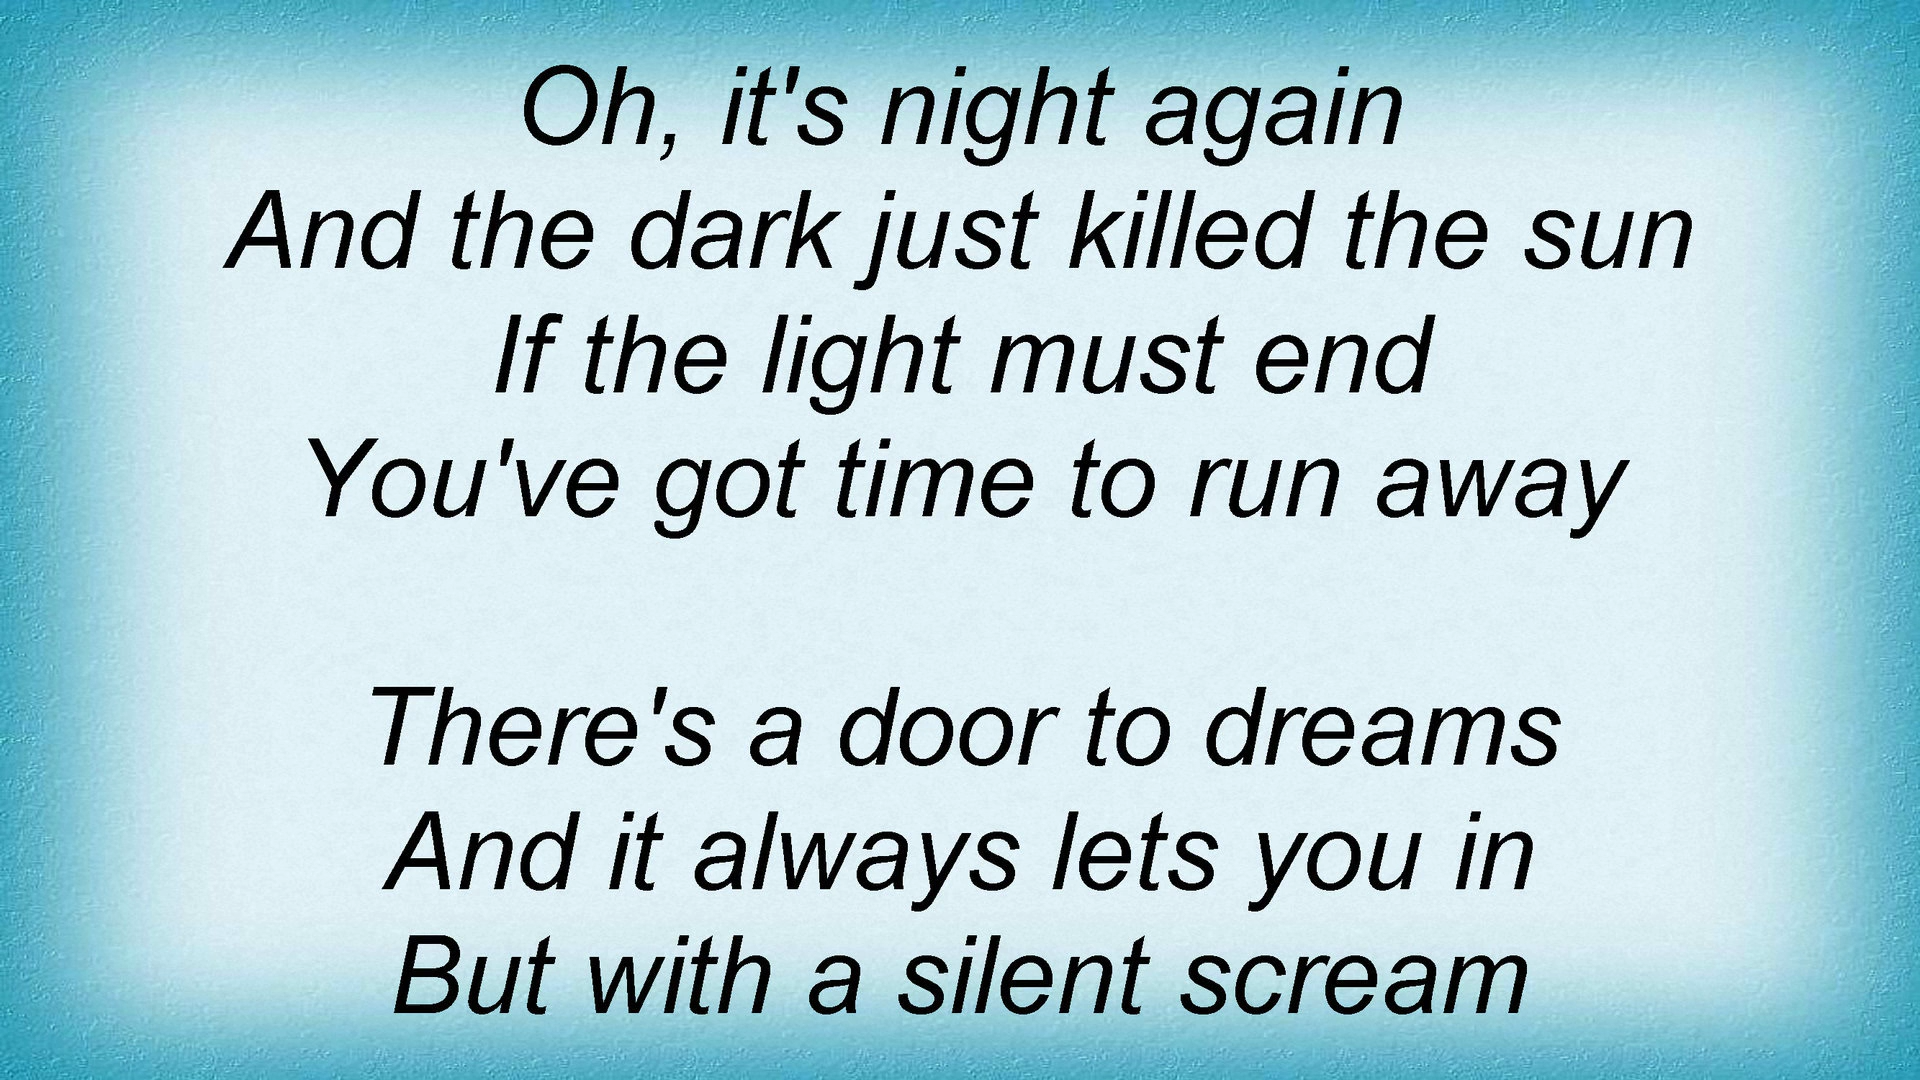 Oh, it's night again
And the dark just killed the sun
If the light must end
You've got time to run away
There's a door to dreams
And it always lets you in
But with a silent scream